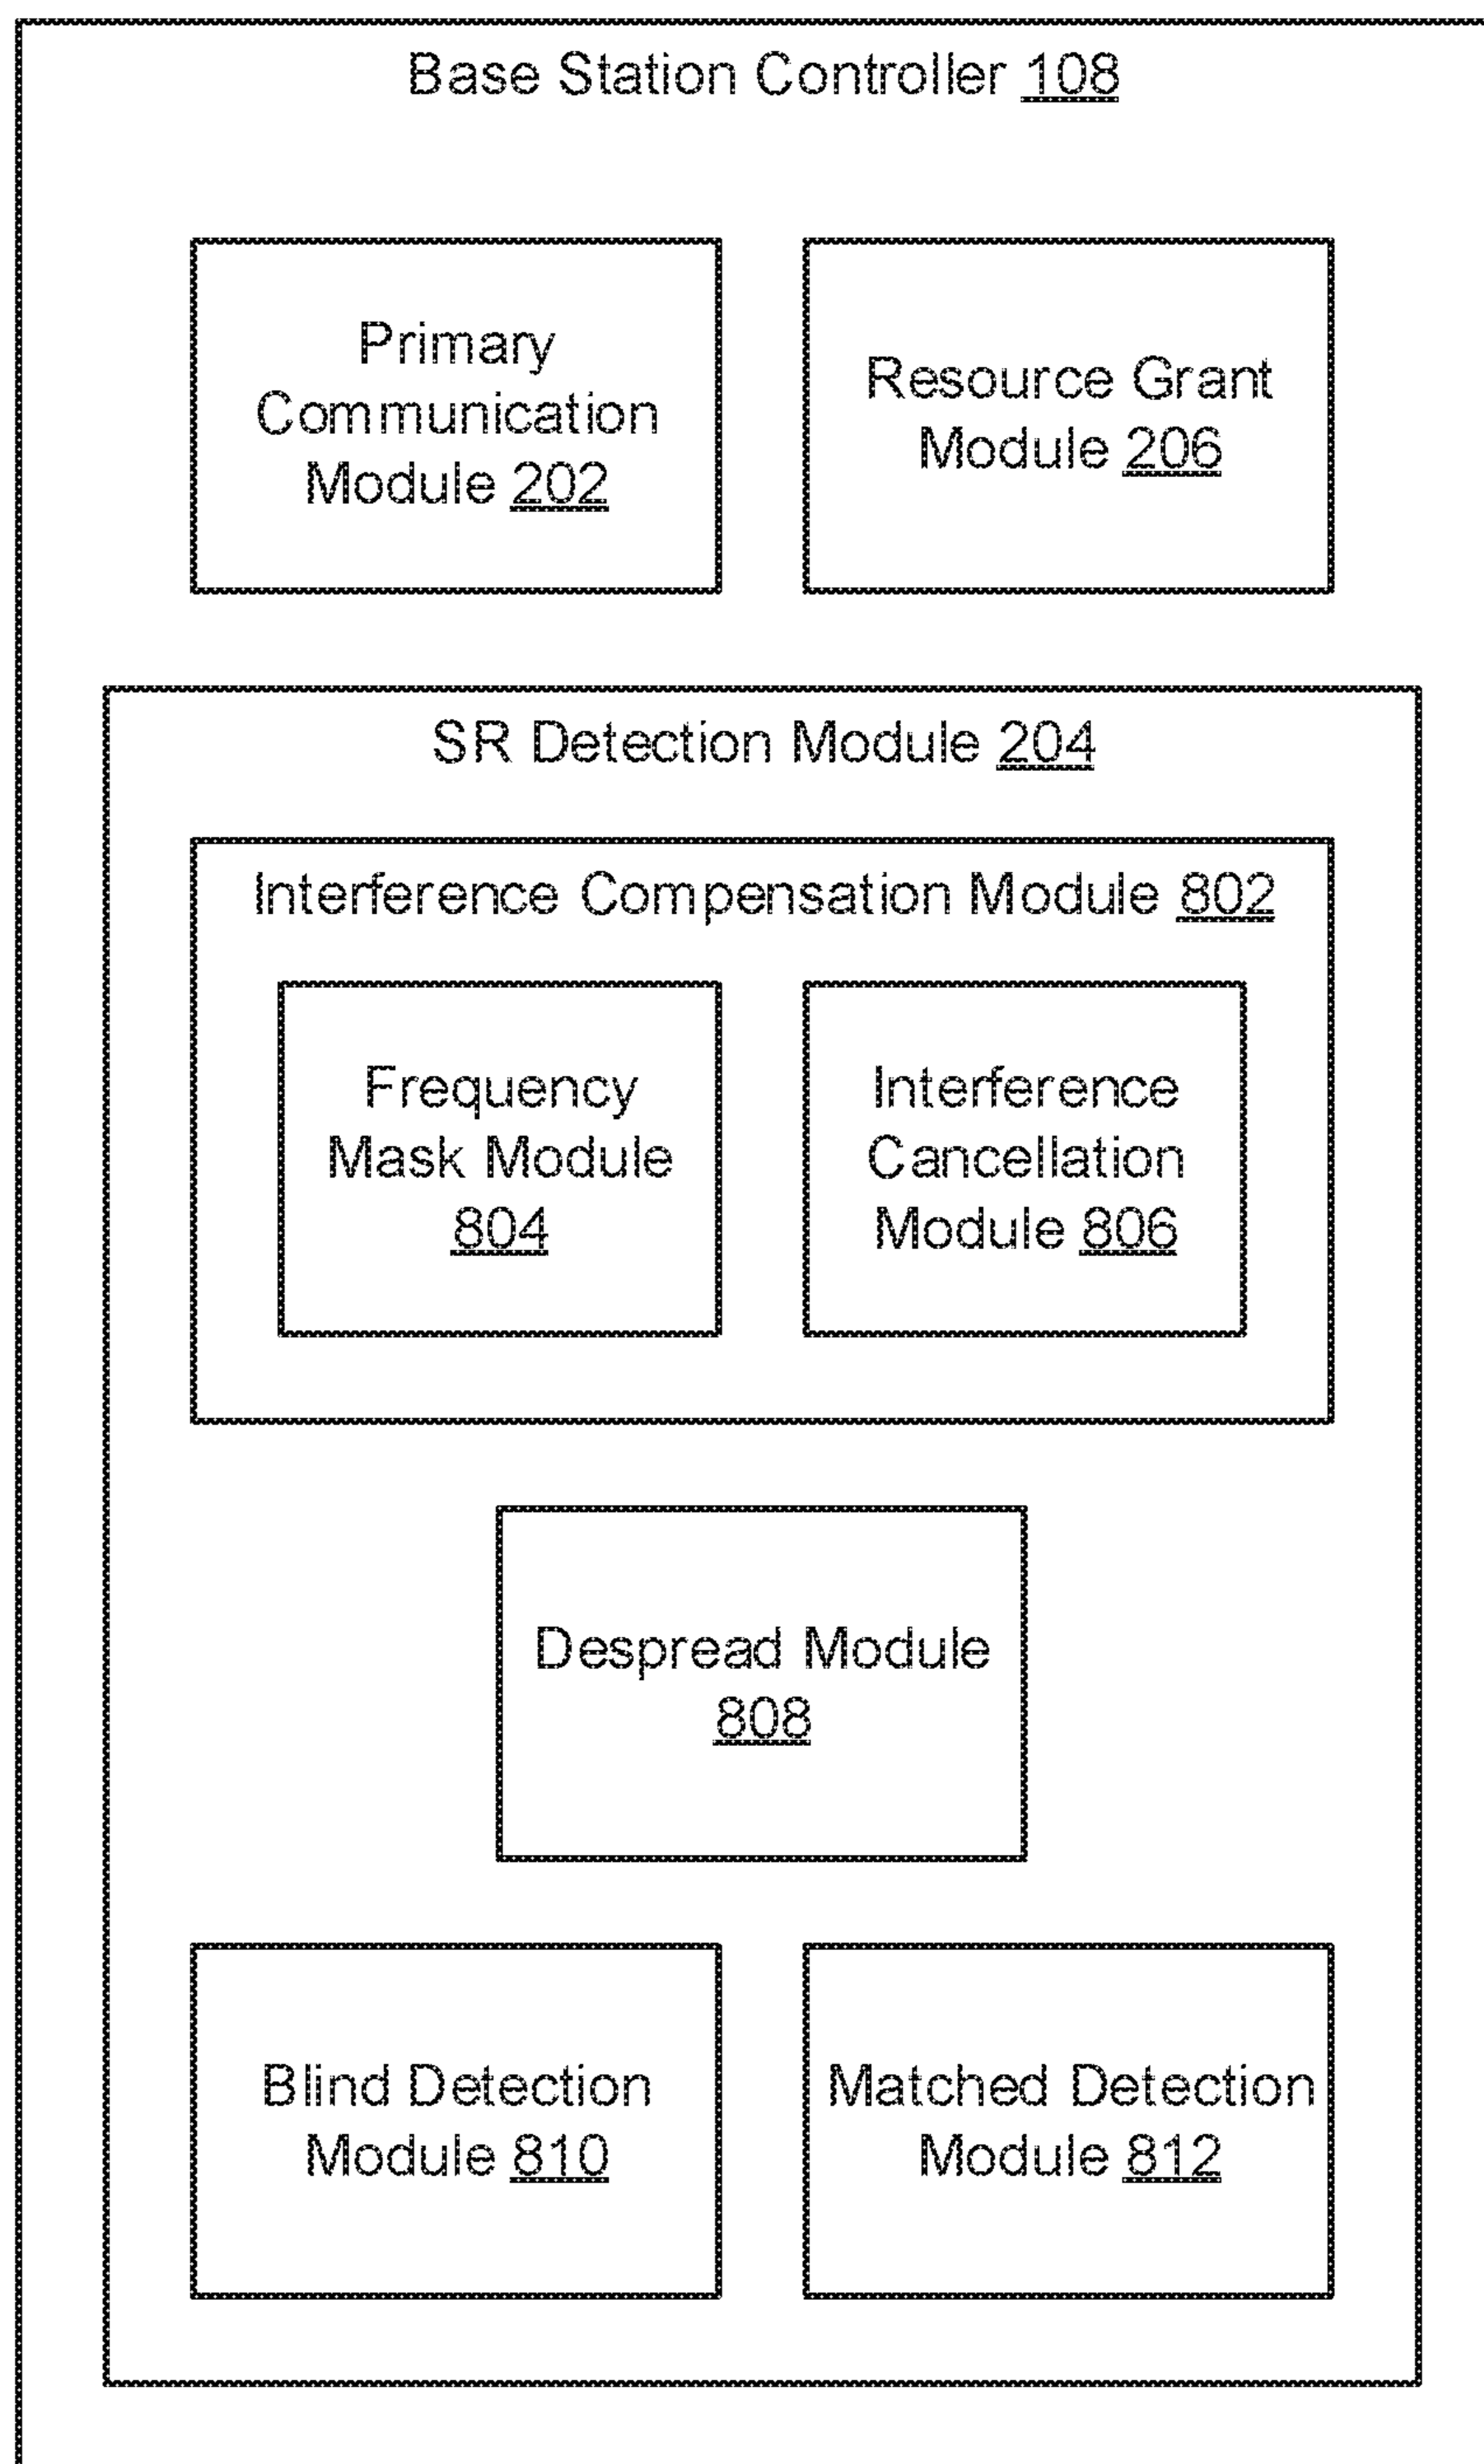 Base Station Controller 108
Primary
Communication
Module 202
Resource Grant
Module 206
SR Detection Module 204
Interference Compensation Module 802
Frequency
Mask Module
804
Interference
Cancellation
Module 806
Despread Module
808
Blind Detection
Module 810
Matched Detection
Module 812